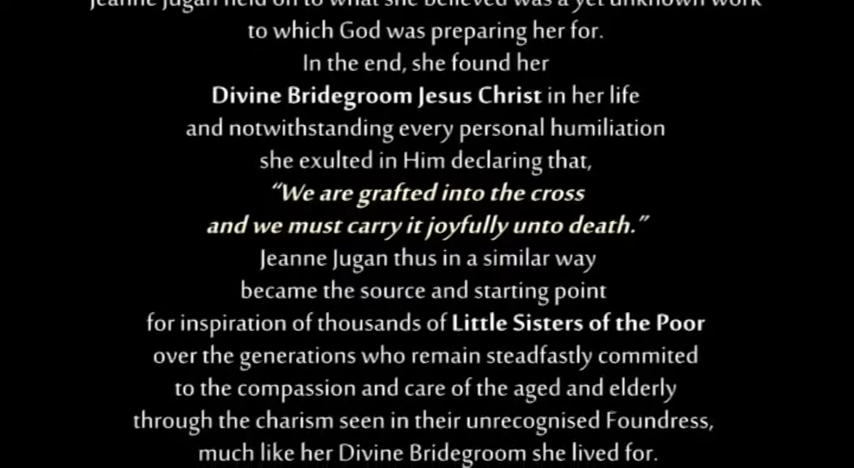 Jeanne Jugan held on to what she believed was a yet unknown work
to which God was preparing her for.
In the end, she found her
Divine Bridegroom Jesus Christ in her life
and notwithstanding every personal humiliation
she exulted in Him declaring that,
“We are grafted into the cross
and we must carry it joyfully unto death.”
Jeanne Jugan thus in a similar way
became the source and starting point
for inspiration of thousands of Little Sisters of the Poor
over the generations who remain steadfastly commited
to the compassion and care of the aged and elderly
through the charism seen in their unrecognised Foundress,
much like her Divine Bridegroom she lived for.